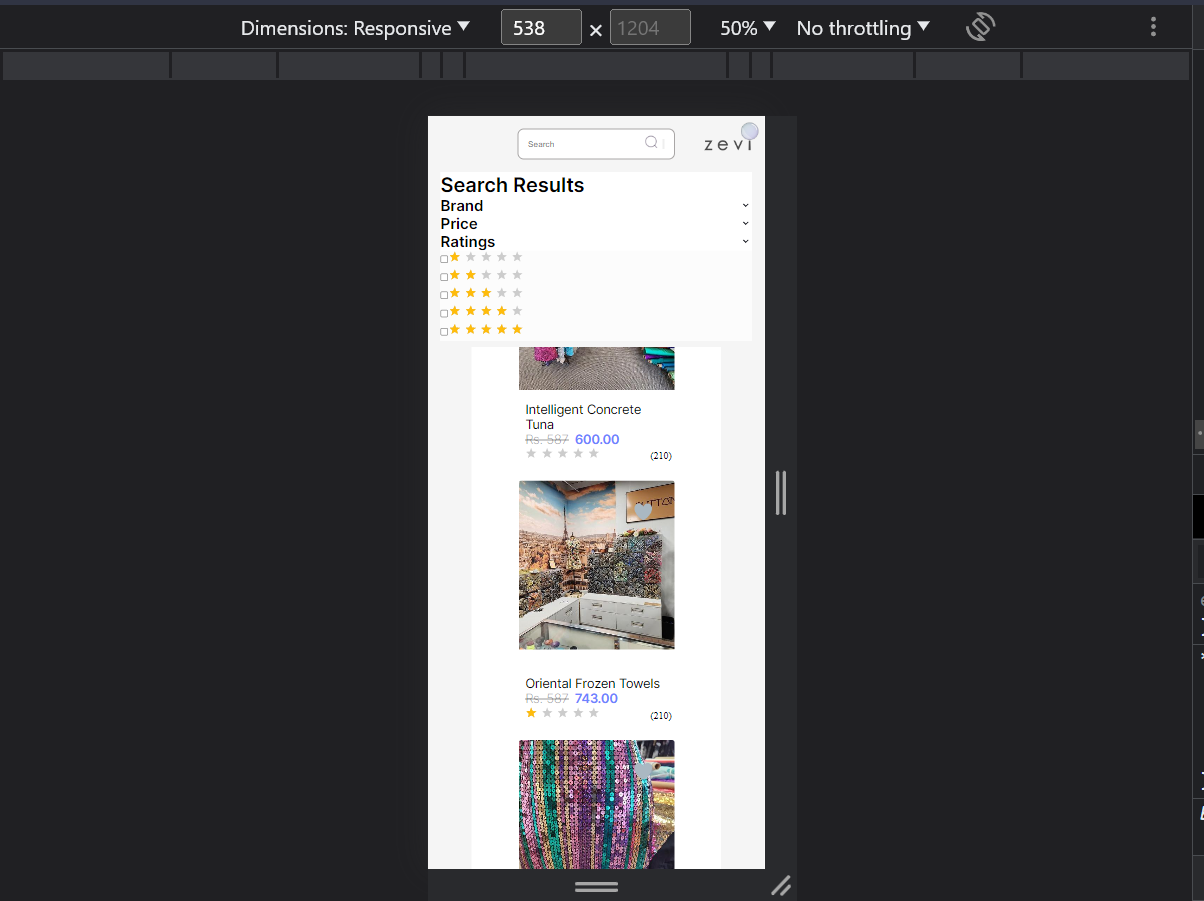 Dimensions: Responsive 538 × 1204 50% No throttling
Search zevi
Search Results
Brand
Price
Ratings
Intelligent Concrete
Tuna
Rs. 587 600.00
(210)
Oriental Frozen Towels
Rs. 587 743.00
(210)